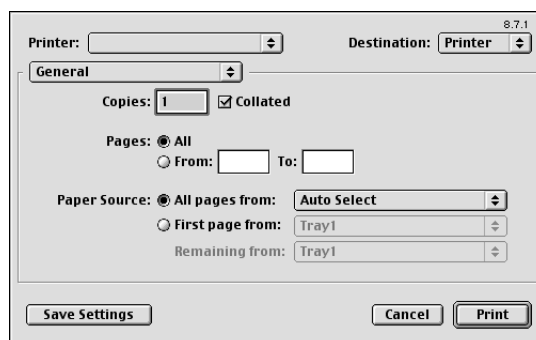 8.7.1
Printer: Destination: Printer
General
Copies: 1 Collated
Pages: All
From: To:
Paper Source: All pages from: Auto Select
First page from: Tray1
Remaining from: Tray1
Save Settings Cancel Print